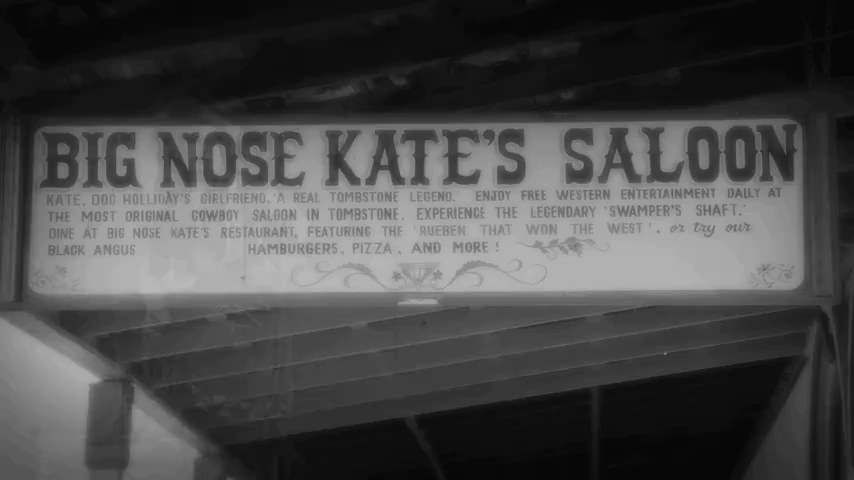 BIG NOSE KATE'S SALOON
KATE, DOC HOLLIDAY'S GIRLFRIEND, 'A REAL TOMBSTONE LEGEND.' ENJOY FREE WESTERN ENTERTAINMENT DAILY AT
THE MOST ORIGINAL COWBOY SALOON IN TOMBSTONE. EXPERIENCE THE LEGENDARY 'SWAMPER'S SHAFT.'
DINE AT BIG NOSE KATE'S RESTAURANT, FEATURING THE 'RUEBEN THAT WON THE WEST', or try our
BLACK ANGUS HAMBURGERS, PIZZA, AND MORE!